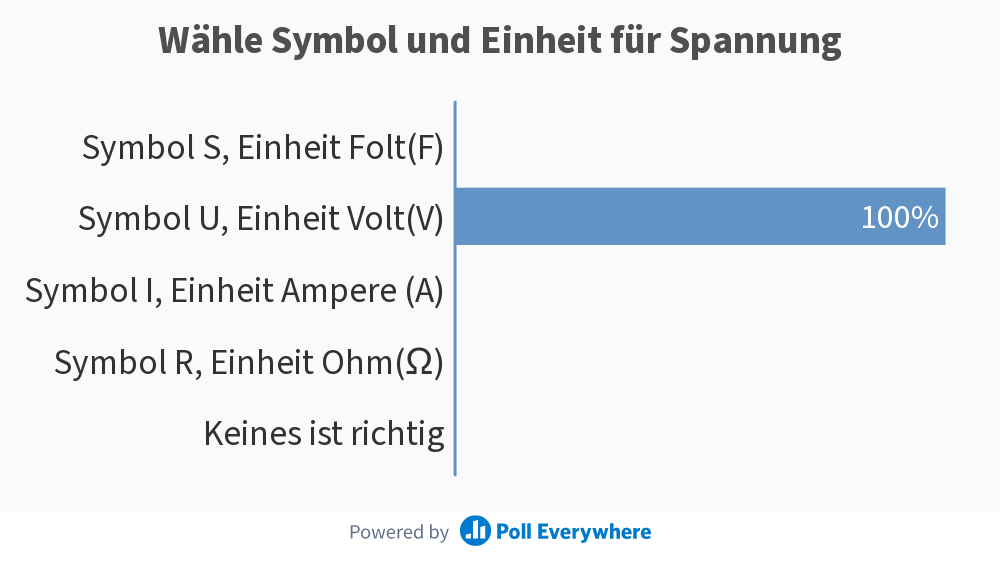 Wähle Symbol und Einheit für Spannung
Symbol S, Einheit Folt(F)
Symbol U, Einheit Volt(V)
100%
Symbol I, Einheit Ampere (A)
Symbol R, Einheit Ohm(Ω)
Keines ist richtig
Powered by Poll Everywhere